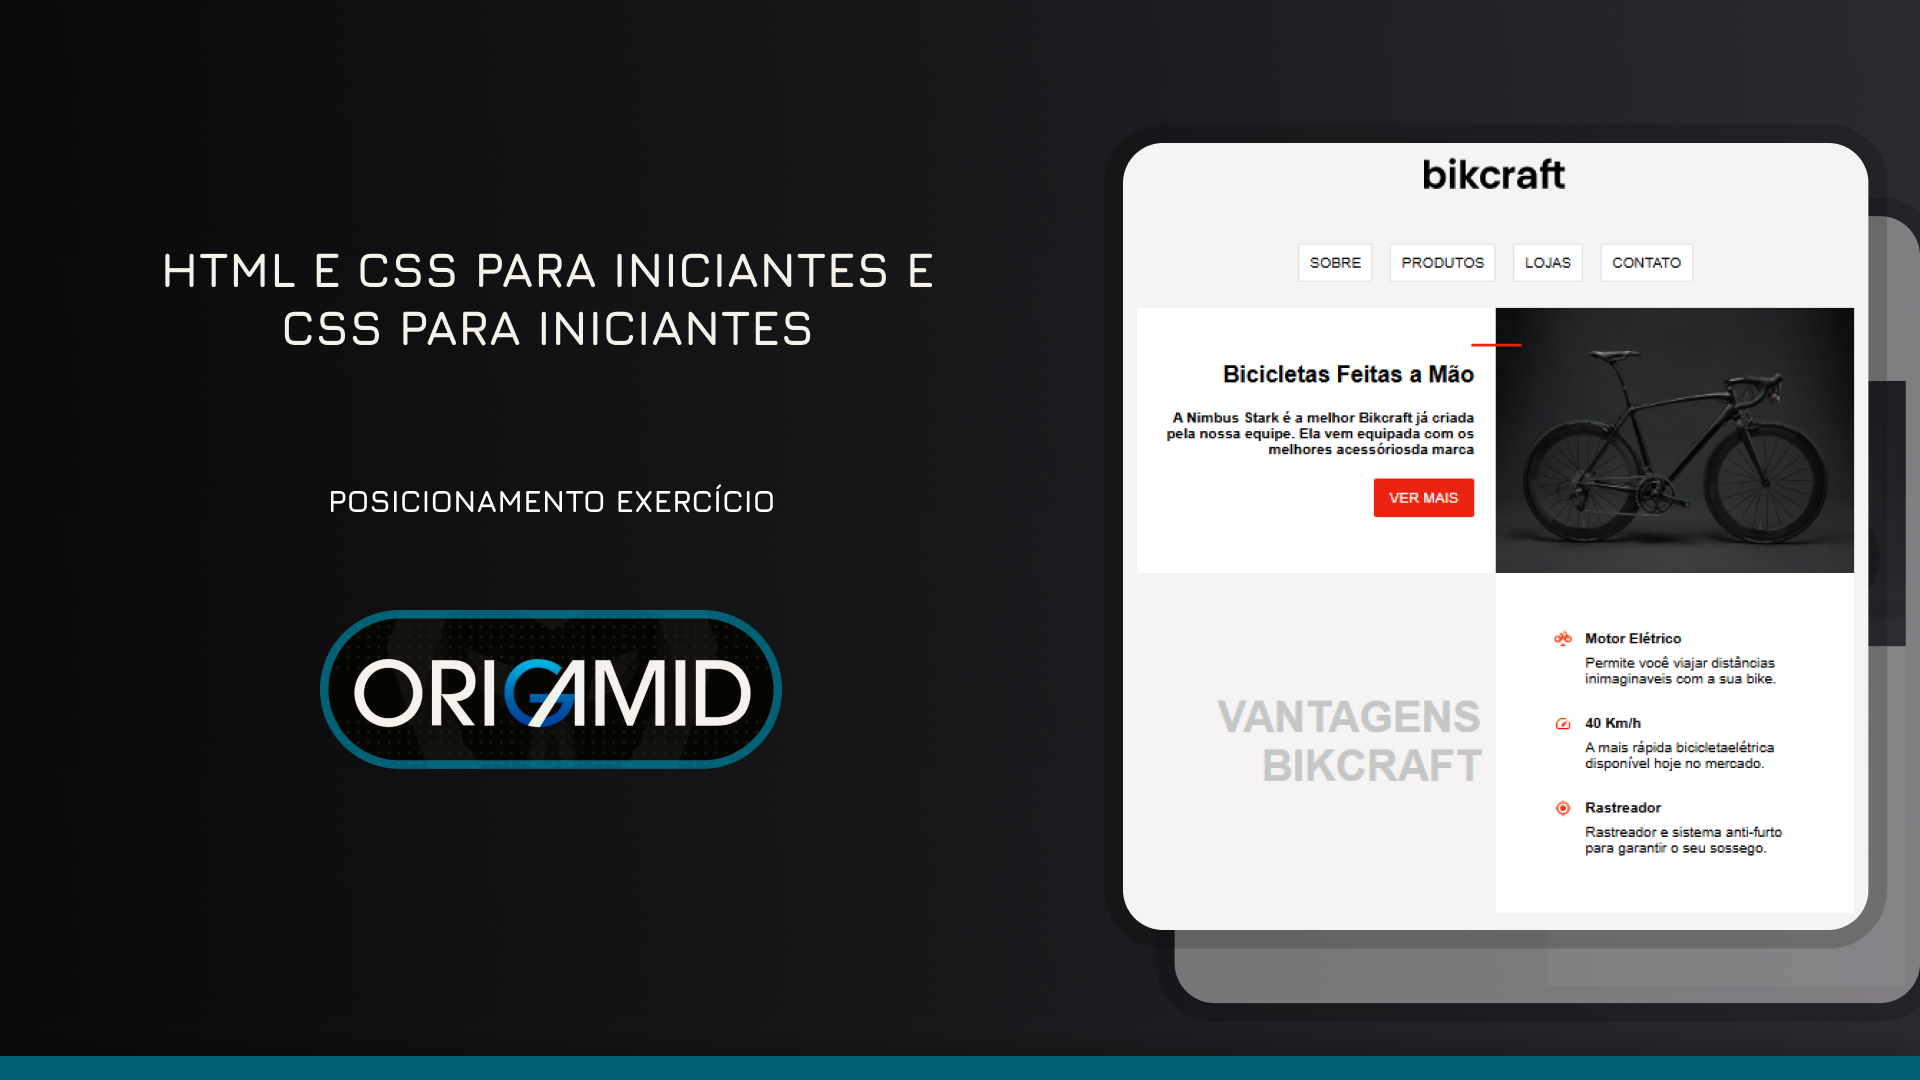 HTML E CSS PARA INICIANTES E
CSS PARA INICIANTES
POSICIONAMENTO EXERCÍCIO
ORIGAMID
bikcraft
SOBRE PRODUTOS LOJAS CONTATO
Bicicletas Feitas a Mão
A Nimbus Stark é a melhor Bikcraft já criada
pela nossa equipe. Ela vem equipada com os
melhores acessóriosda marca
VER MAIS
VANTAGENS
BIKCRAFT
Motor Elétrico
Permite você viajar distâncias
inimaginaveis com a sua bike.
40 Km/h
A mais rápida bicicletaelétrica
disponível hoje no mercado.
Rastreador
Rastreador e sistema anti-furto
para garantir o seu sossego.